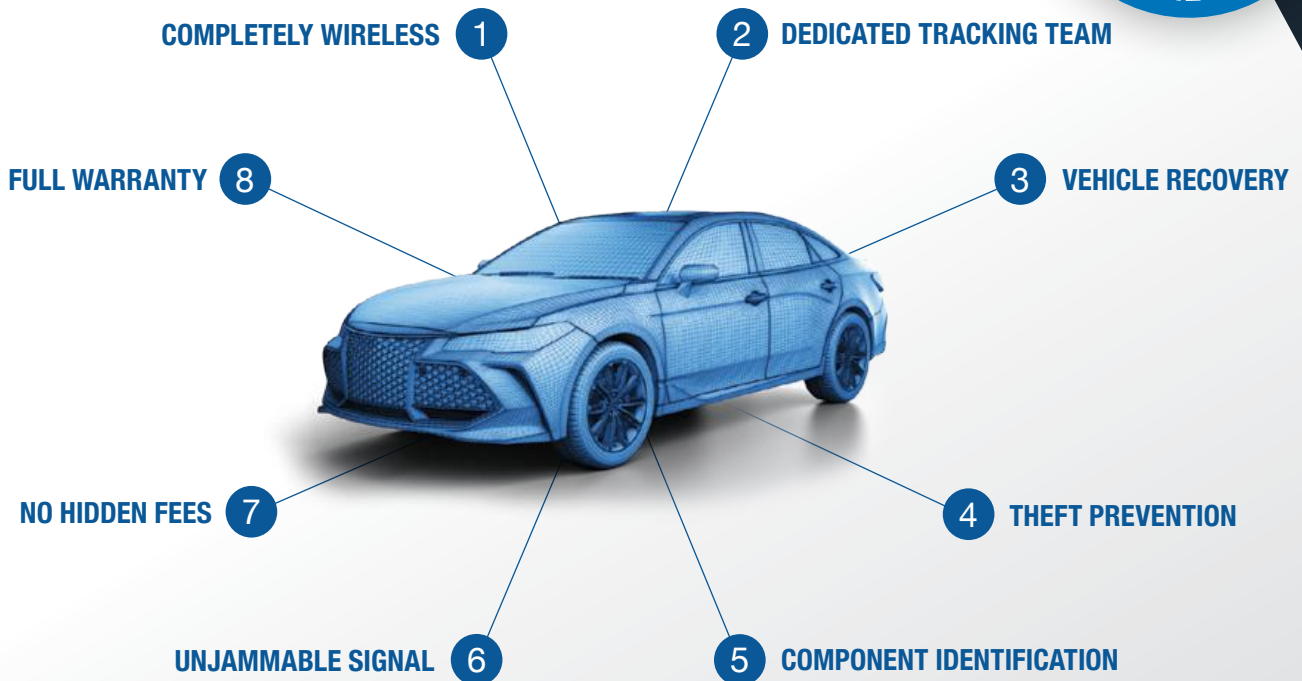 COMPLETELY WIRELESS 1
2 DEDICATED TRACKING TEAM
FULL WARRANTY 8
3 VEHICLE RECOVERY
NO HIDDEN FEES 7
4 THEFT PREVENTION
UNJAMMABLE SIGNAL 6
5 COMPONENT IDENTIFICATION